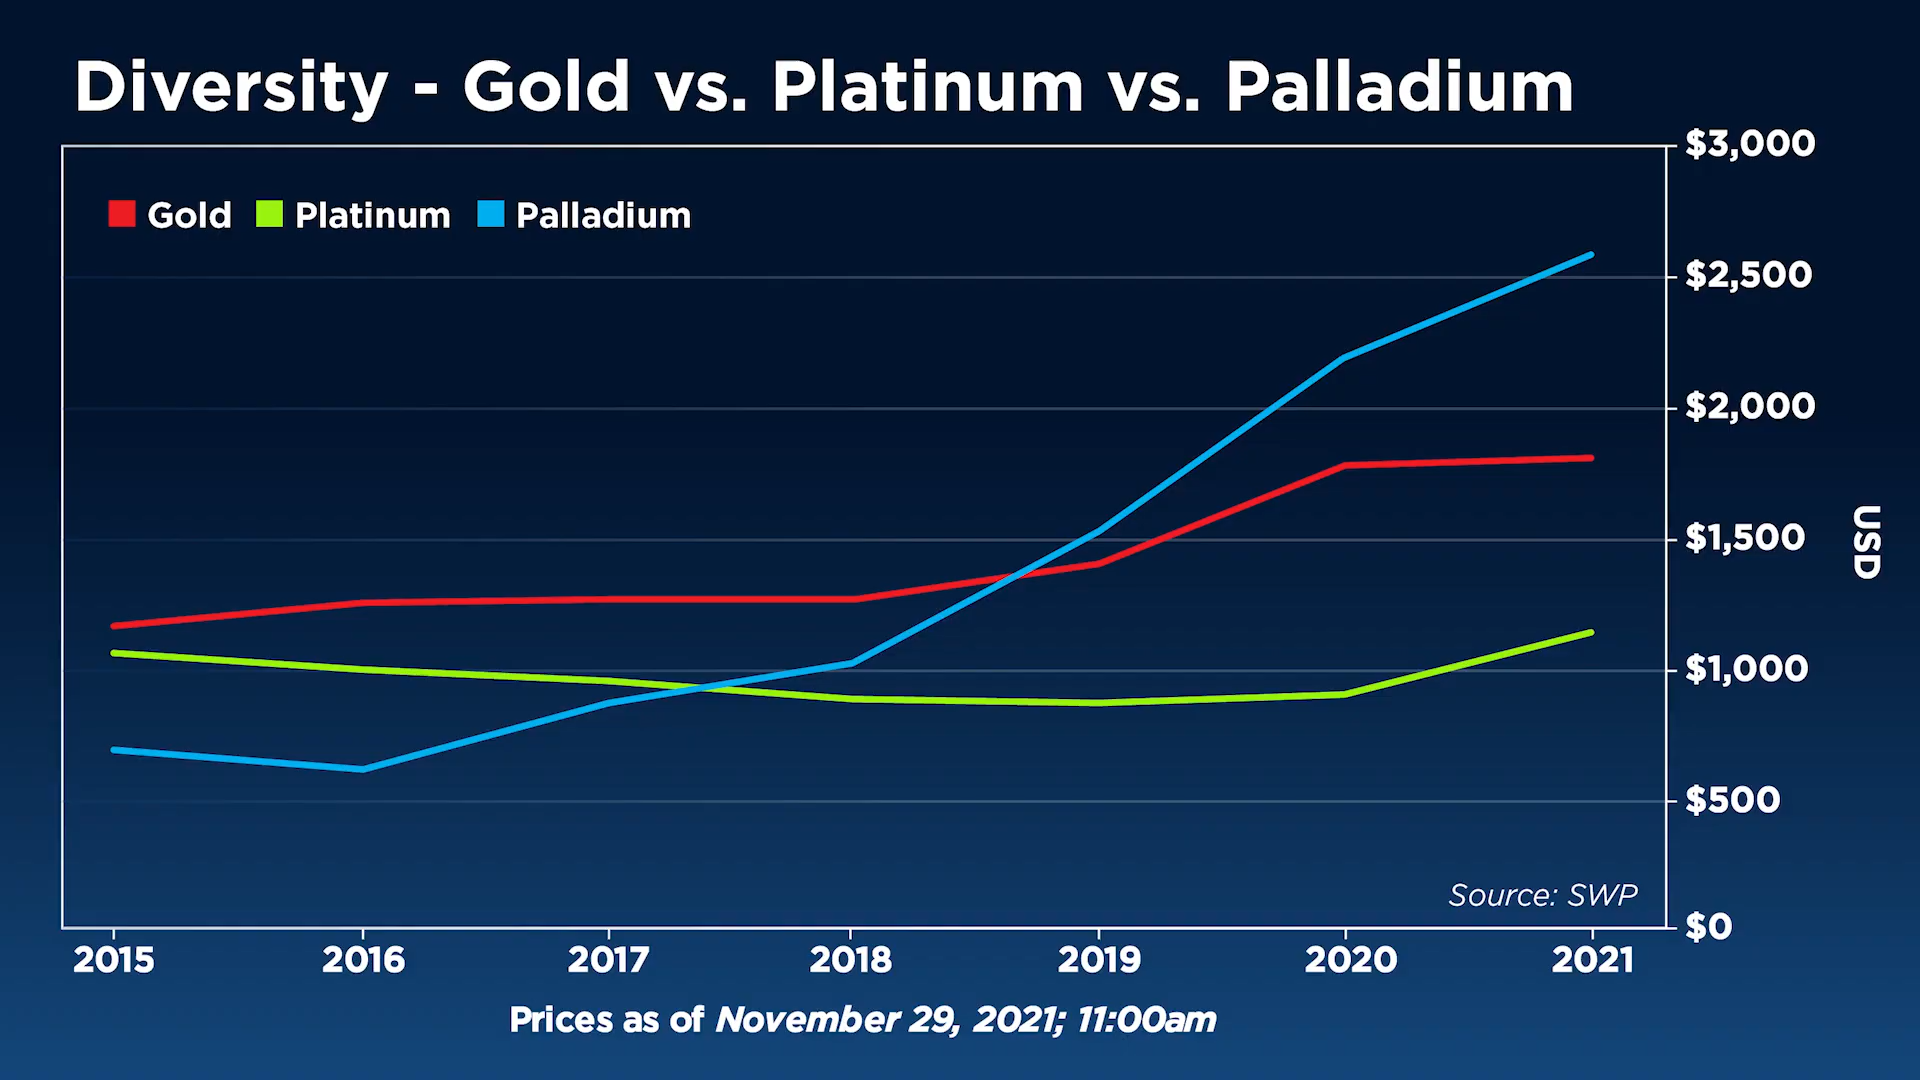 Diversity - Gold vs. Platinum vs. Palladium
Gold Platinum Palladium
$3,000
$2,500
$2,000
$1,500
$1,000
$500
$0
USD
Source: SWP
2015 2016 2017 2018 2019 2020 2021
Prices as of November 29, 2021; 11:00am